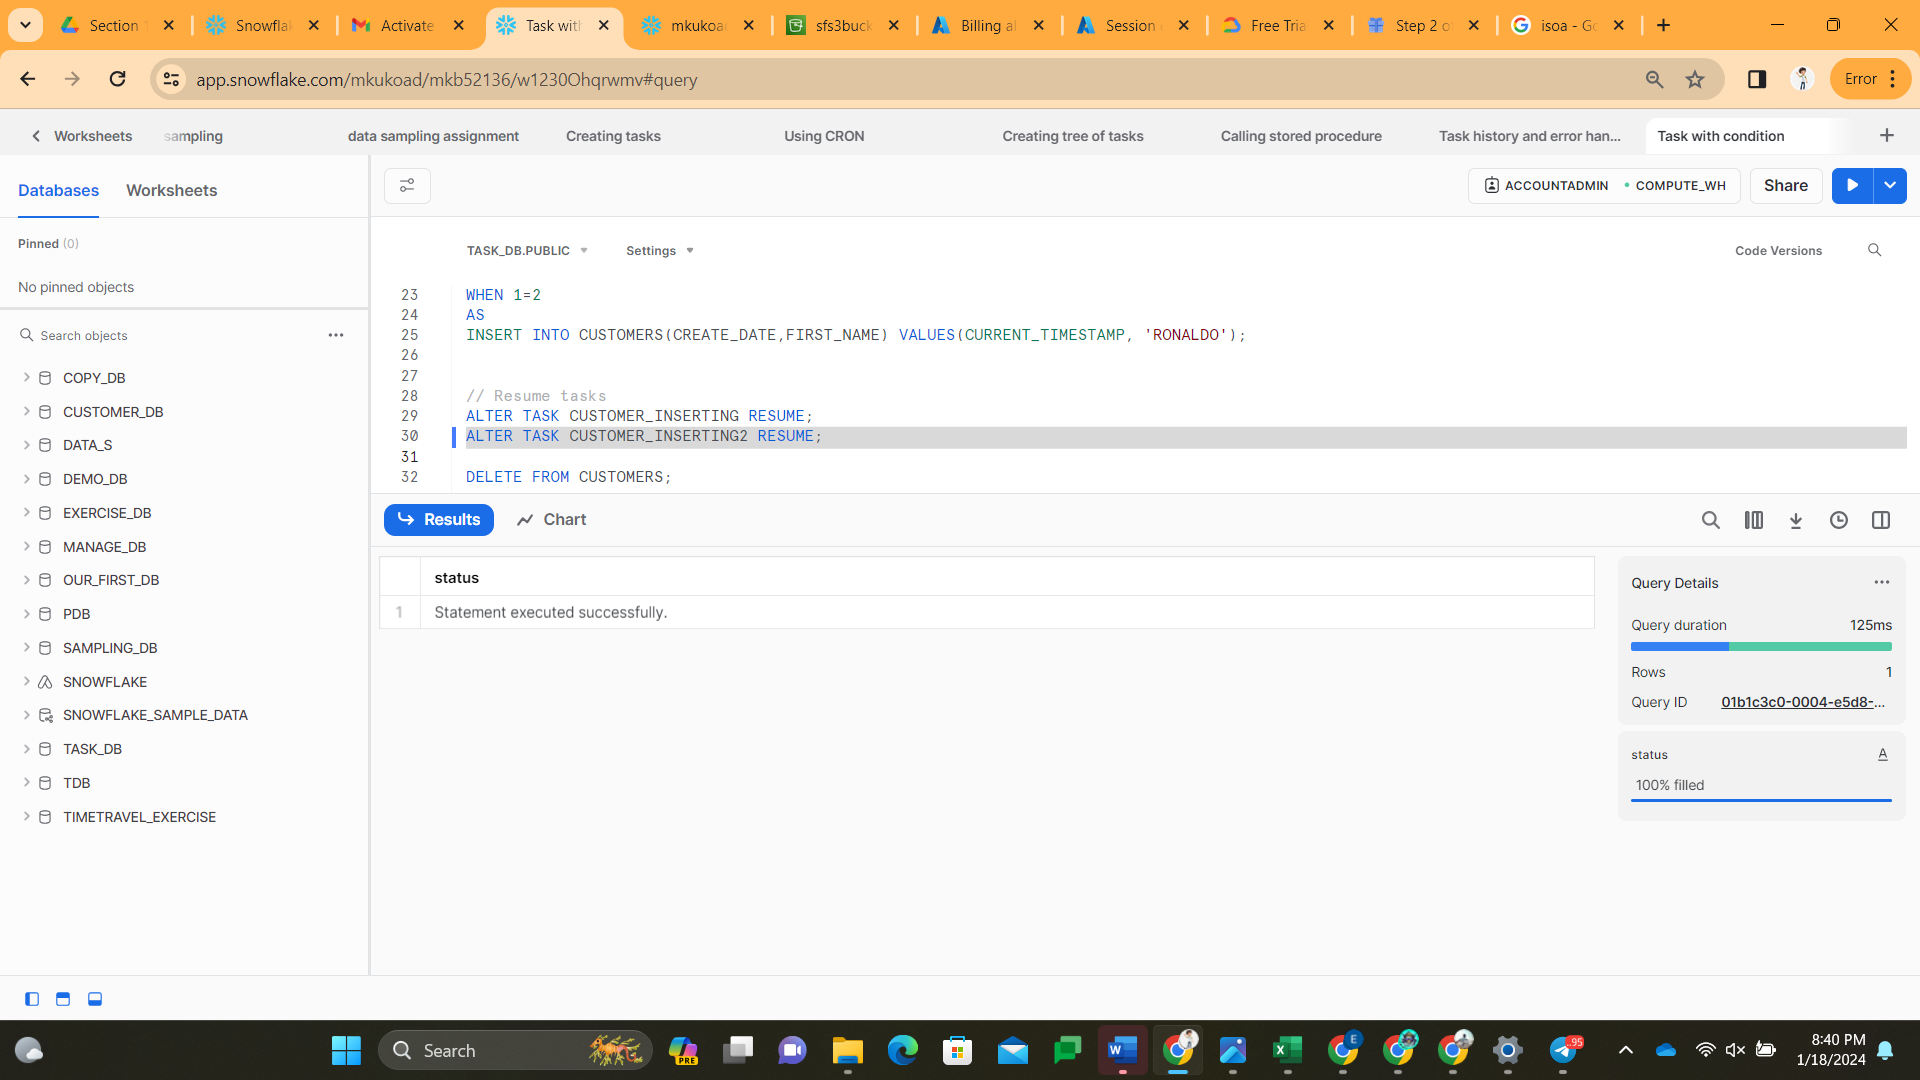 Section 1
Snowflak
Activate
Task with
mkukoad
sfs3buck
Billing al
Session
Free Tria
Step 2 o
isoa - Go
app.snowflake.com/mkukoad/mkb52136/w1230Ohqrwmv#query
Error
Worksheets
sampling
data sampling assignment
Creating tasks
Using CRON
Creating tree of tasks
Calling stored procedure
Task history and error han...
Task with condition
Databases
Worksheets
ACCOUNTADMIN
COMPUTE_WH
Share
Pinned (0)
No pinned objects
Search objects
COPY_DB
CUSTOMER_DB
DATA_S
DEMO_DB
EXERCISE_DB
MANAGE_DB
OUR_FIRST_DB
PDB
SAMPLING_DB
SNOWFLAKE
SNOWFLAKE_SAMPLE_DATA
TASK_DB
TDB
TIMETRAVEL_EXERCISE
TASK_DB.PUBLIC
Settings
Code Versions
23 WHEN 1=2
24 AS
25 INSERT INTO CUSTOMERS(CREATE_DATE,FIRST_NAME) VALUES(CURRENT_TIMESTAMP, 'RONALDO');
26
27
28 // Resume tasks
29 ALTER TASK CUSTOMER_INSERTING RESUME;
30 ALTER TASK CUSTOMER_INSERTING2 RESUME;
31
32 DELETE FROM CUSTOMERS;
Results
Chart
status
1 Statement executed successfully.
Query Details
Query duration 125ms
Rows 1
Query ID 01b1c3c0-0004-e5d8-...
status
A
100% filled
Search
PRE
W
X
E
95
8:40 PM
1/18/2024